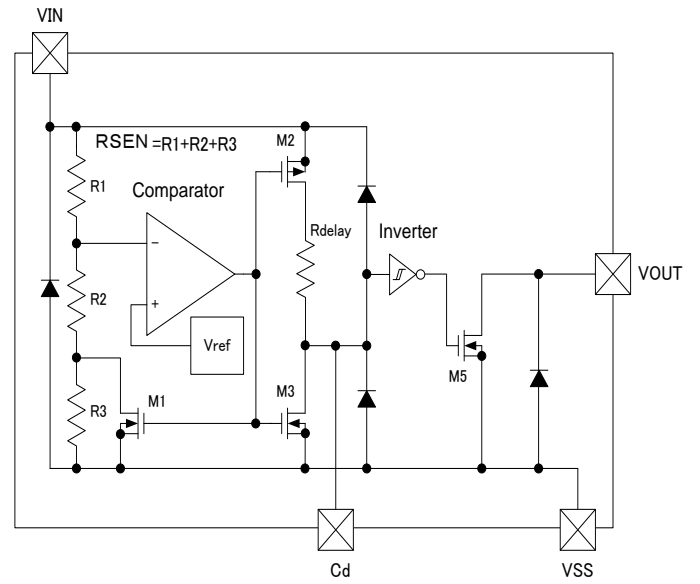 VIN
RSEN =R1+R2+R3
M2
R1
Comparator
Rdelay
Inverter
−
R2
+
Vref
VOUT
M5
R3
M1
M3
Cd
VSS